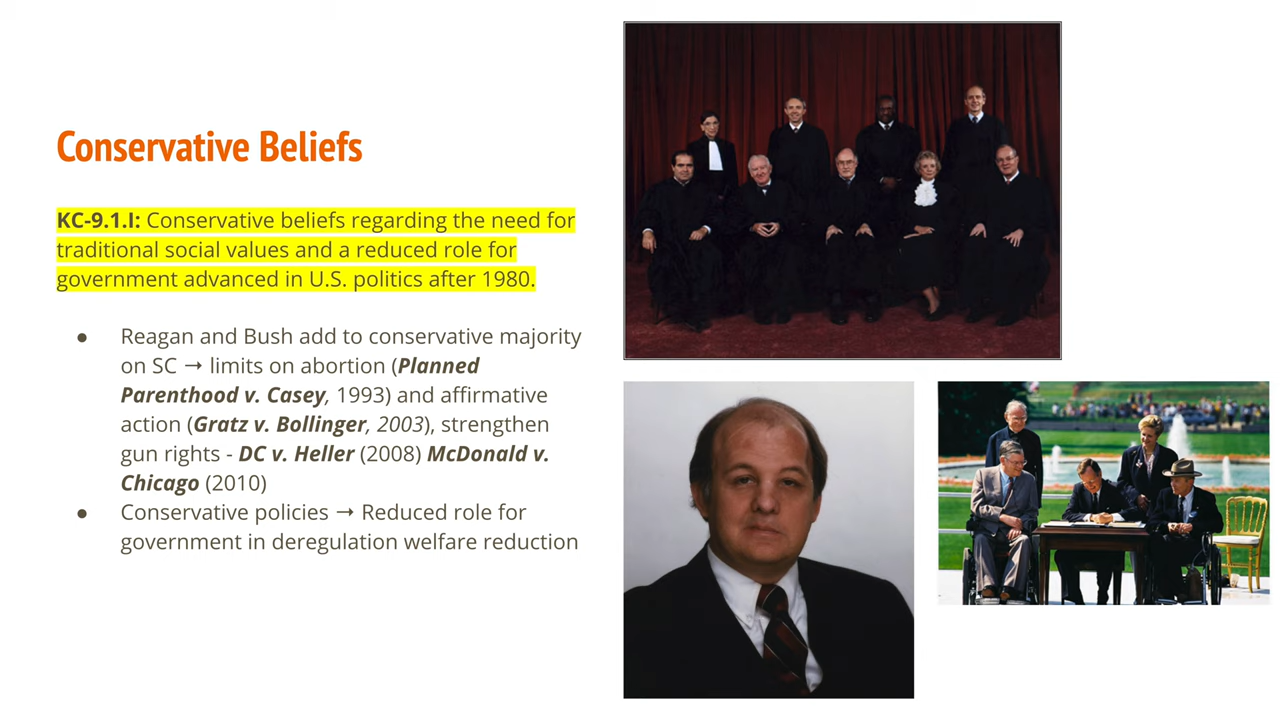 Conservative Beliefs
KC-9.1.I: Conservative beliefs regarding the need for
traditional social values and a reduced role for
government advanced in U.S. politics after 1980.
● Reagan and Bush add to conservative majority
on SC → limits on abortion (Planned
Parenthood v. Casey, 1993) and affirmative
action (Gratz v. Bollinger, 2003), strengthen
gun rights - DC v. Heller (2008) McDonald v.
Chicago (2010)
● Conservative policies → Reduced role for
government in deregulation welfare reduction